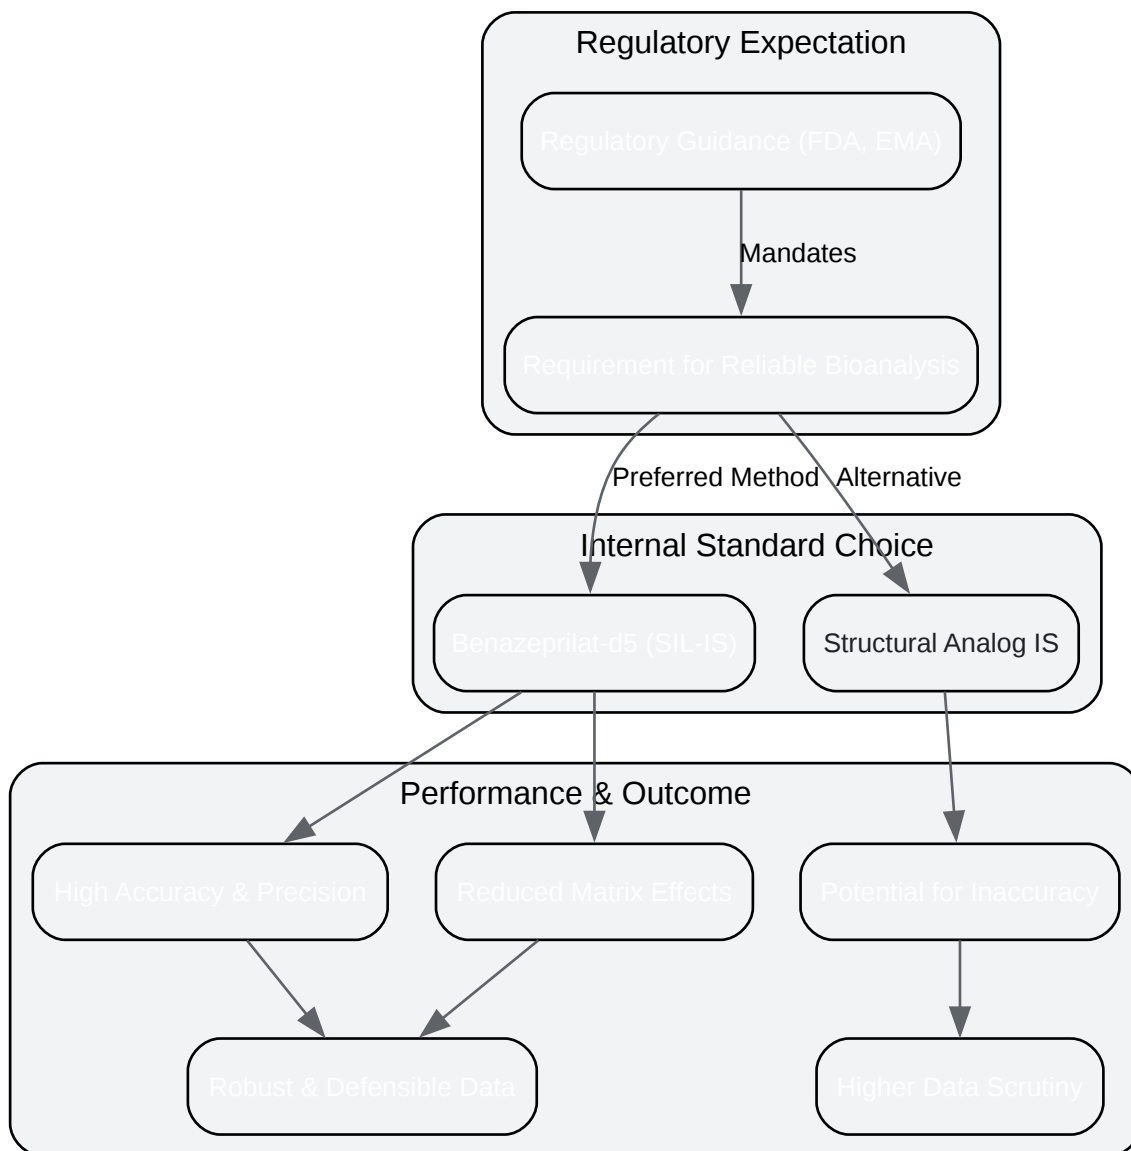 Regulatory Expectation
Regulatory Guidance (FDA, EMA)
Mandates
Requirement for Reliable Bioanalysis
Preferred Method
Alternative
Internal Standard Choice
Benazeprilat-d5 (SIL-IS)
Structural Analog IS
Performance & Outcome
High Accuracy & Precision
Reduced Matrix Effects
Potential for Inaccuracy
Robust & Defensible Data
Higher Data Scrutiny